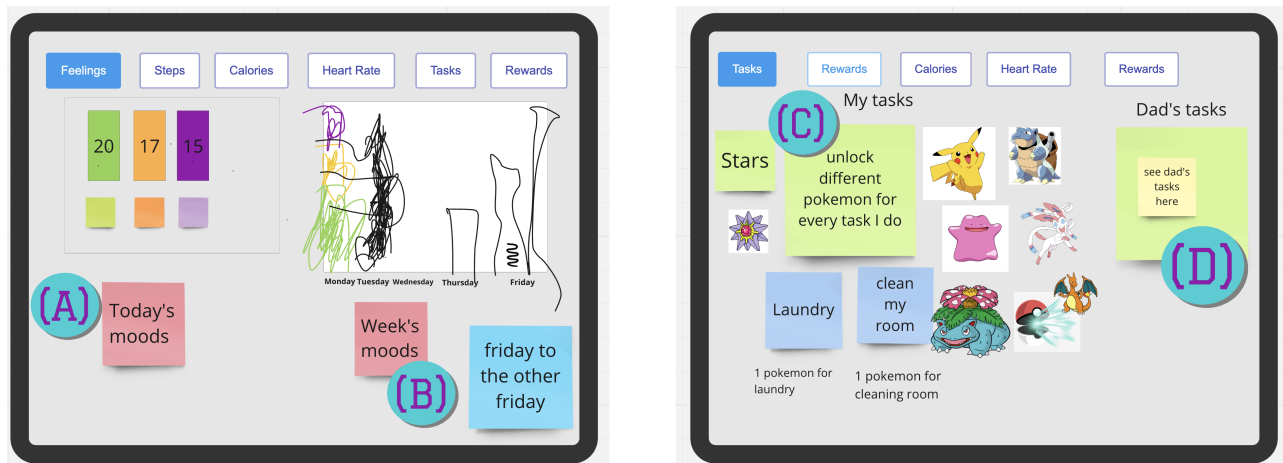 Feelings
Steps
Calories
Heart Rate
Tasks
Rewards
20
17
15
Monday
Tuesday
Wednesday
Thursday
Friday
(A)
Today's
moods
Week's
moods
(B)
friday to
the other
friday
Tasks
Rewards
Calories
Heart Rate
Rewards
My tasks
Dad's tasks
(C)
Stars
unlock
different
pokemon for
every task I do
see dad's
tasks
here
(D)
Laundry
clean
my
room
1 pokemon for
laundry
1 pokemon for
cleaning room